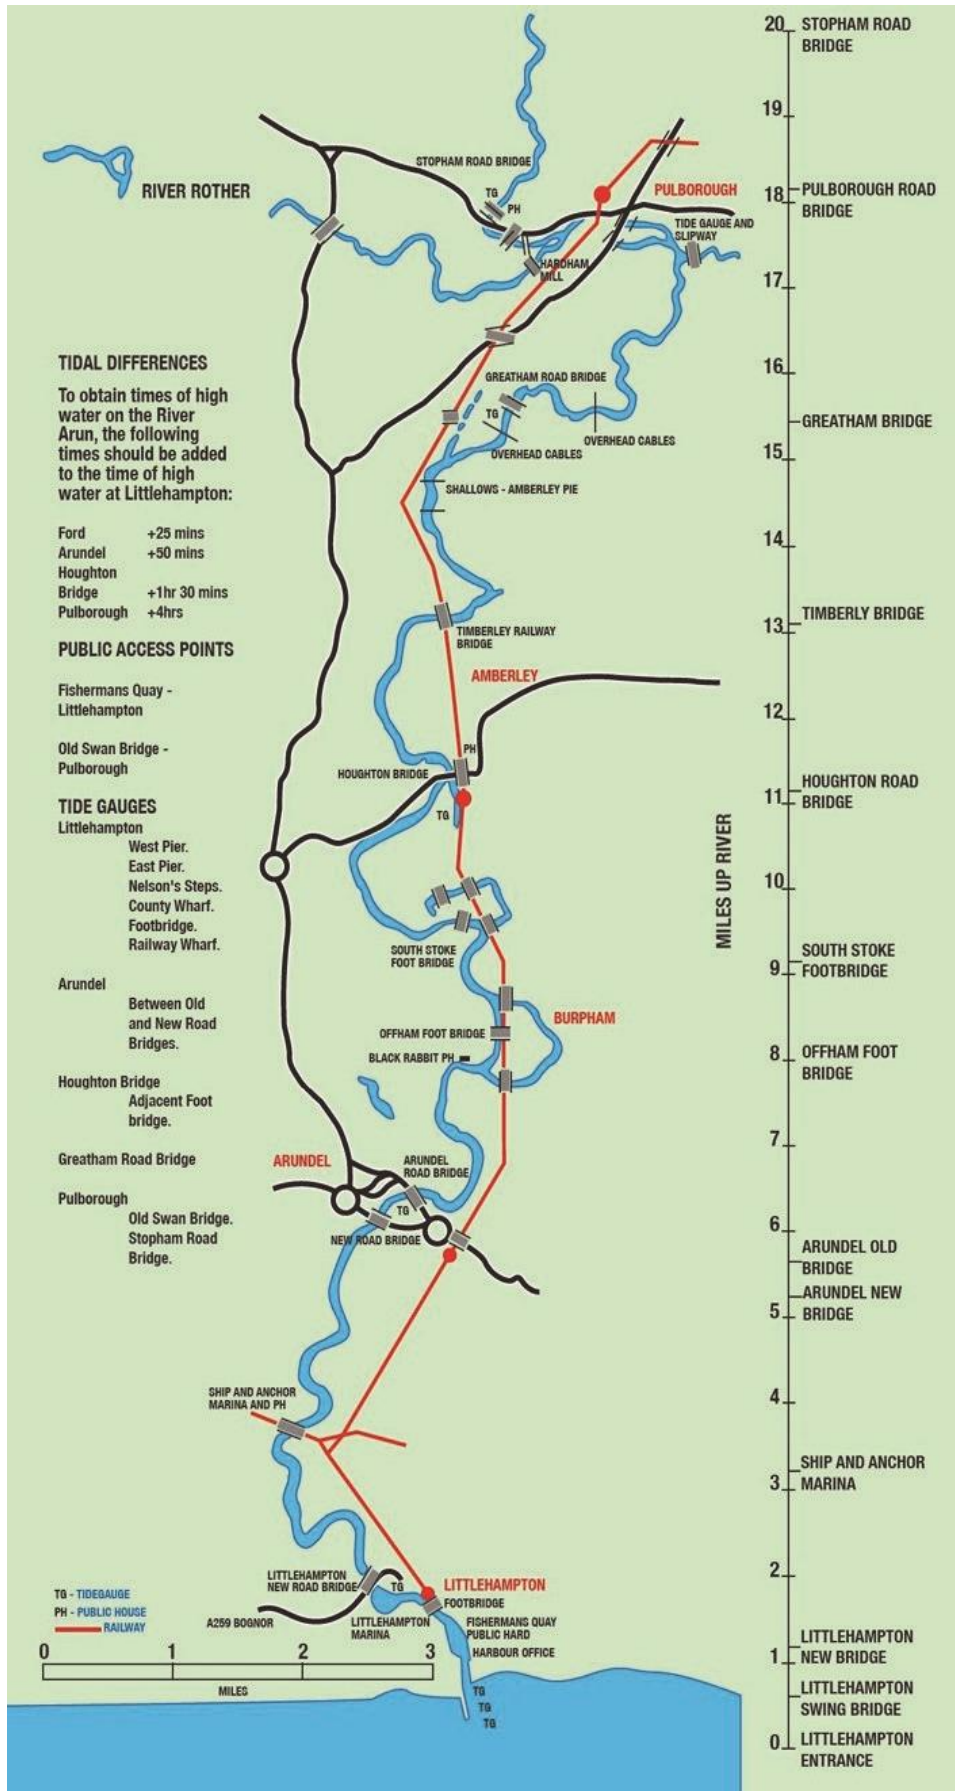 20
STOPHAM ROAD
BRIDGE
19
STOPHAM ROAD BRIDGE
RIVER ROTHER
TG
PH
PULBOROUGH
18
PULBOROUGH ROAD
BRIDGE
TIDE GAUGE AND
SLIPWAY
HARDHAM
MILL
17
TIDAL DIFFERENCES
To obtain times of high
water on the River
Arun, the following
times should be added
to the time of high
water at Littlehampton:
Ford +25 mins
Arundel +50 mins
Houghton
Bridge +1hr 30 mins
Pulborough +4hrs
16
GREATHAM ROAD BRIDGE
TG
GREATHAM BRIDGE
OVERHEAD CABLES
OVERHEAD CABLES
15
SHALLOWS - AMBERLEY PIE
14
TIMBERLY BRIDGE
13
TIMBERLEY RAILWAY
BRIDGE
PUBLIC ACCESS POINTS
Fishermans Quay -
Littlehampton
Old Swan Bridge -
Pulborough
AMBERLEY
12
PH
HOUGHTON BRIDGE
HOUGHTON ROAD
BRIDGE
11
TG
TIDE GAUGES
Littlehampton
West Pier.
East Pier.
Nelson's Steps.
County Wharf.
Footbridge.
Railway Wharf.
Arundel
Between Old
and New Road
Bridges.
Houghton Bridge
Adjacent Foot
bridge.
Greatham Road Bridge
Pulborough
Old Swan Bridge.
Stopham Road
Bridge.
MILES UP RIVER
10
SOUTH STOKE
FOOT BRIDGE
SOUTH STOKE
FOOTBRIDGE
9
BURPHAM
OFFHAM FOOT BRIDGE
BLACK RABBIT PH
8
OFFHAM FOOT
BRIDGE
7
ARUNDEL
ARUNDEL
ROAD BRIDGE
TG
NEW ROAD BRIDGE
6
ARUNDEL OLD
BRIDGE
ARUNDEL NEW
BRIDGE
5
SHIP AND ANCHOR
MARINA AND PH
4
SHIP AND ANCHOR
MARINA
3
2
LITTLEHAMPTON
NEW ROAD BRIDGE
TG
LITTLEHAMPTON
FOOTBRIDGE
A259 BOGNOR
LITTLEHAMPTON
MARINA
FISHERMANS QUAY
PUBLIC HARD
HARBOUR OFFICE
TG - TIDEGAUGE
PH - PUBLIC HOUSE
RAILWAY
0 1 2 3
MILES
TG
TG
TG
LITTLEHAMPTON
NEW BRIDGE
1
LITTLEHAMPTON
SWING BRIDGE
0
LITTLEHAMPTON
ENTRANCE